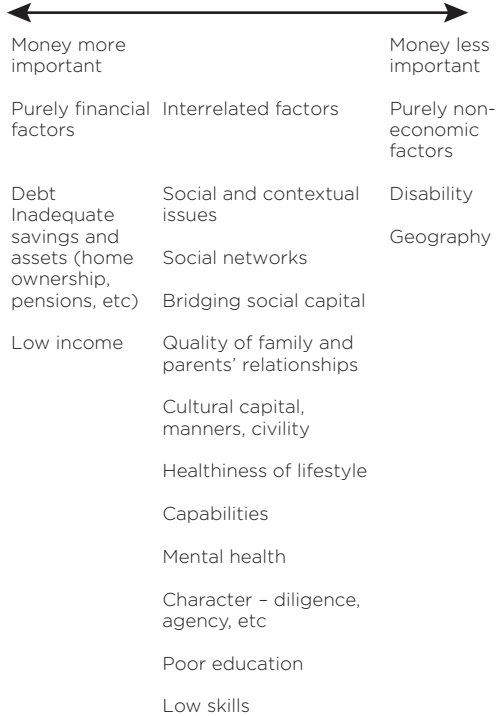 Money more
important
Money less
important
Purely financial
factors
Interrelated factors
Purely non-
economic
factors
Debt
Inadequate
savings and
assets (home
ownership,
pensions, etc)
Low income
Social and contextual
issues
Social networks
Bridging social capital
Quality of family and
parents’ relationships
Cultural capital,
manners, civility
Healthiness of lifestyle
Capabilities
Mental health
Character – diligence,
agency, etc
Poor education
Low skills
Disability
Geography